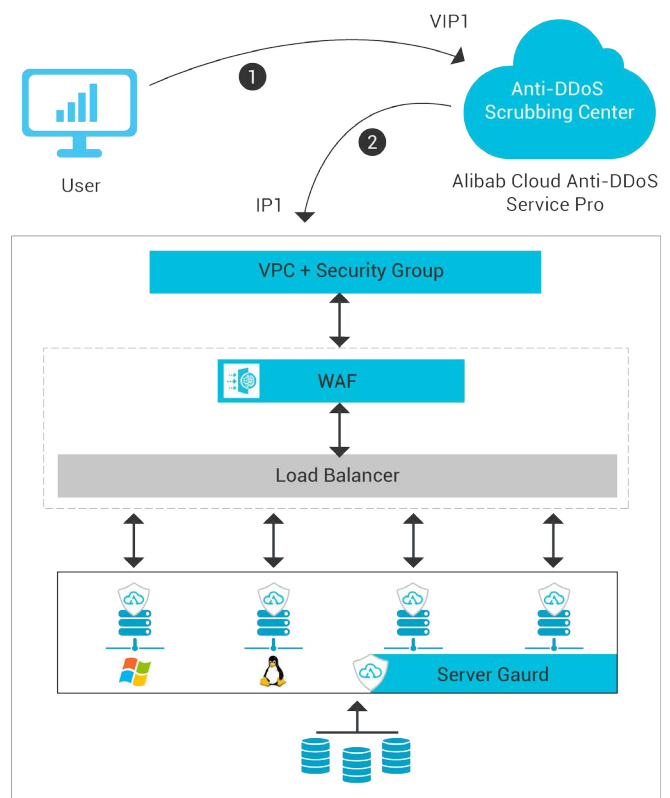 VIP1
1
Anti-DDoS
Scrubbing Center
2
User
Alibab Cloud Anti-DDoS
Service Pro
IP1
VPC + Security Group
WAF
Load Balancer
Server Gaurd